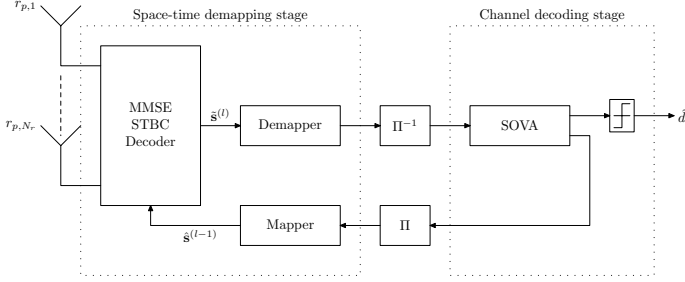 Space-time demapping stage
Channel decoding stage
r_{p,1}
r_{p,N_r}
MMSE
STBC
Decoder
s̃^{(l)}
Demapper
Π^{-1}
SOVA
d̂
Mapper
Π
ŝ^{(l-1)}